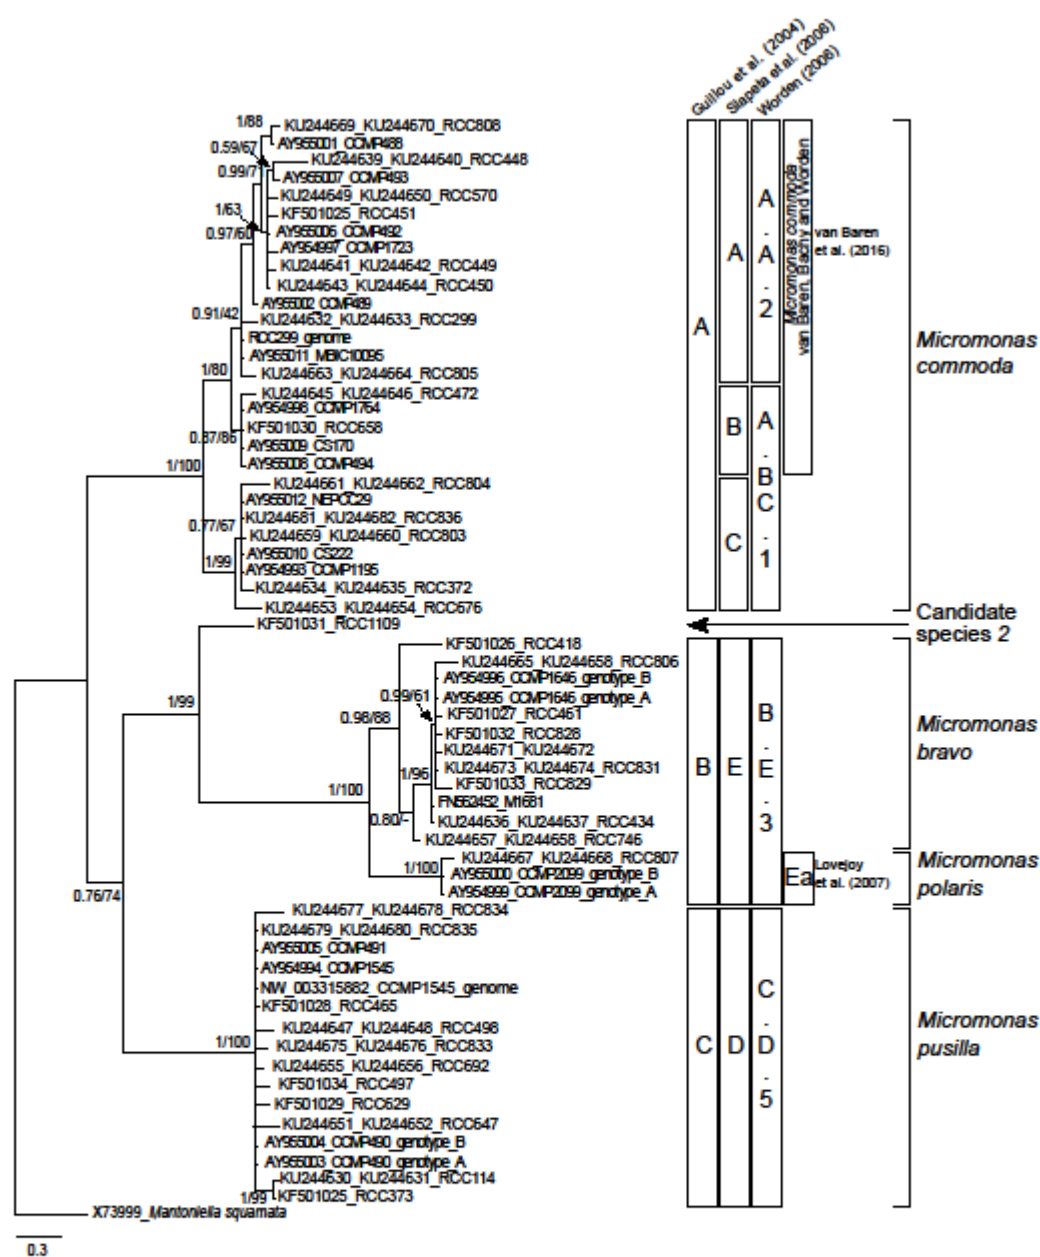 Guillou et al. (2004)
Slapeta et al. (2006)
Worden (2006)
1/88
KU244669_KU244670_RCC808
AY955001_CCMP488
0.59/67
KU244639_KU244640_RCC448
0.99/7
AY955007_CCMP493
KU244649_KU244650_RCC570
1/63
KF501025_RCC451
0.97/60
AY955006_CCMP492
AY954997_CCMP1723
KU244641_KU244642_RCC449
KU244643_KU244644_RCC450
AY955002_CCMP489
0.91/42
KU244632_KU244633_RCC299
RCC299_genome
AY955011_MBIC10095
1/80
KU244663_KU244664_RCC805
KU244645_KU244646_RCC472
AY954998_CCMP1764
KF501030_RCC658
0.87/86
AY955009_CS170
AY955008_CCMP494
1/100
KU244661_KU244662_RCC804
AY955012_NEPCC29
0.77/67
KU244681_KU244682_RCC836
KU244659_KU244660_RCC803
AY955010_CS222
1/99
AY954993_CCMP1195
KU244634_KU244635_RCC372
KU244653_KU244654_RCC676
KF501031_RCC1109
KF501026_RCC418
KU244665_KU244658_RCC806
AY954996_CCMP1646_genotype_B
0.99/61
AY954995_CCMP1646_genotype_A
1/99
KF501027_RCC461
0.98/88
KF501032_RCC828
KU244671_KU244672
1/96
KU244673_KU244674_RCC831
KF501033_RCC829
1/100
FN562452_M1681
0.80/-
KU244636_KU244637_RCC434
KU244657_KU244658_RCC746
KU244667_KU244668_RCC807
1/100
AY955000_CCMP2099_genotype_B
AY954999_CCMP2099_genotype_A
0.76/74
KU244677_KU244678_RCC834
KU244679_KU244680_RCC835
AY955005_CCMP491
AY954994_CCMP1545
NW_003315882_CCMP1545_genome
KF501028_RCC465
KU244647_KU244648_RCC498
1/100
KU244675_KU244676_RCC833
KU244655_KU244656_RCC692
KF501034_RCC497
KF501029_RCC629
KU244651_KU244652_RCC647
AY955004_CCMP490_genotype_B
AY955003_CCMP490_genotype_A
KU244630_KU244631_RCC114
1/99
KF501025_RCC373
X73999_Mantoniella squamata
0.3
A
A
B
C
A
-
A
-
2
A
-
B
C
-
1
Micromonas commoda
van Baren, Bachy and Worden
van Baren
et al. (2016)
Micromonas
commoda
Candidate
species 2
B
E
B
-
E
-
3
Micromonas
bravo
Ea
Lovejoy
et al. (2007)
Micromonas
polaris
C
D
C
-
D
-
5
Micromonas
pusilla